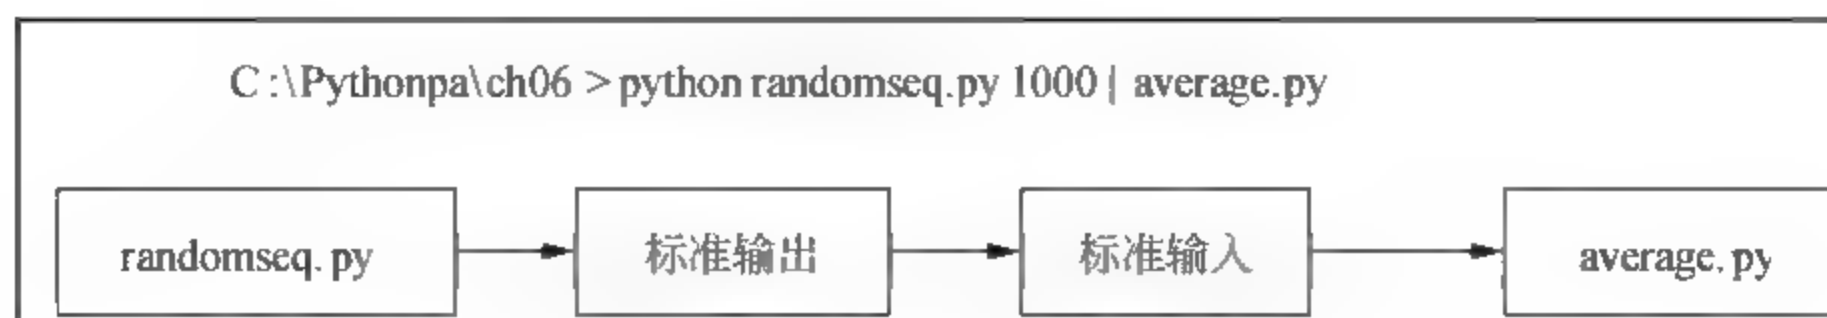 C :\Pythonpa\ch06 >python randomseq.py 1000 | average.py
randomseq. py
标准输出
标准输入
average. py